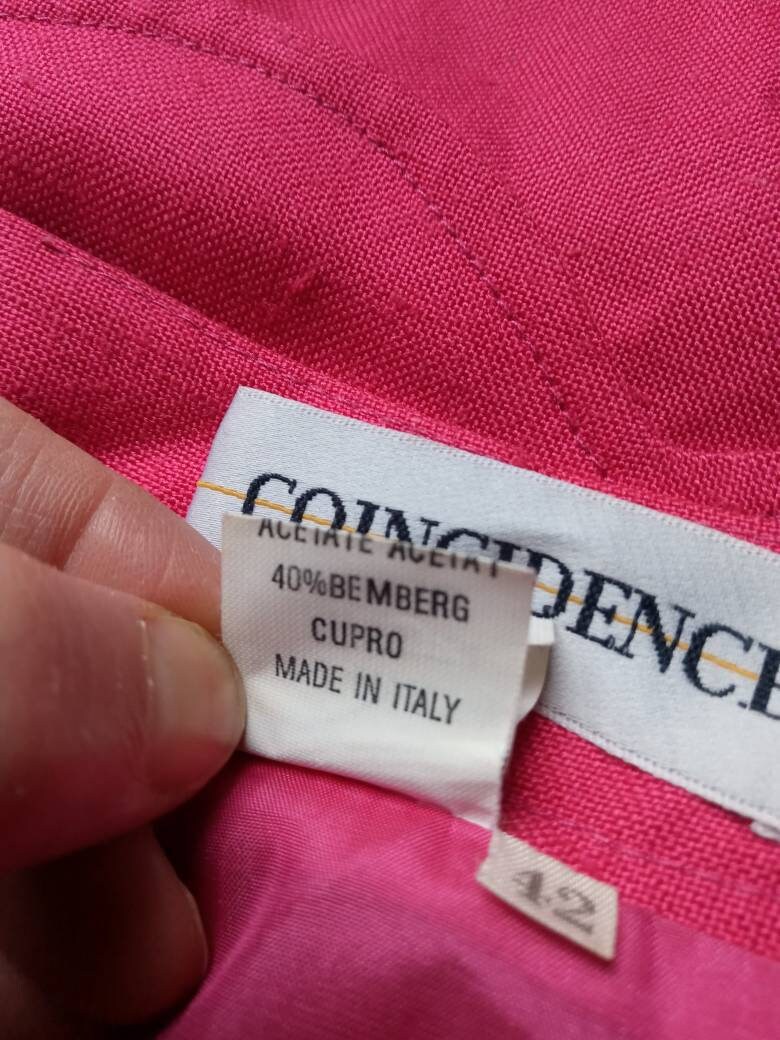 COINCIDENCE
ACETATE ACETAT
40%BEMBERG
CUPRO
MADE IN ITALY
42